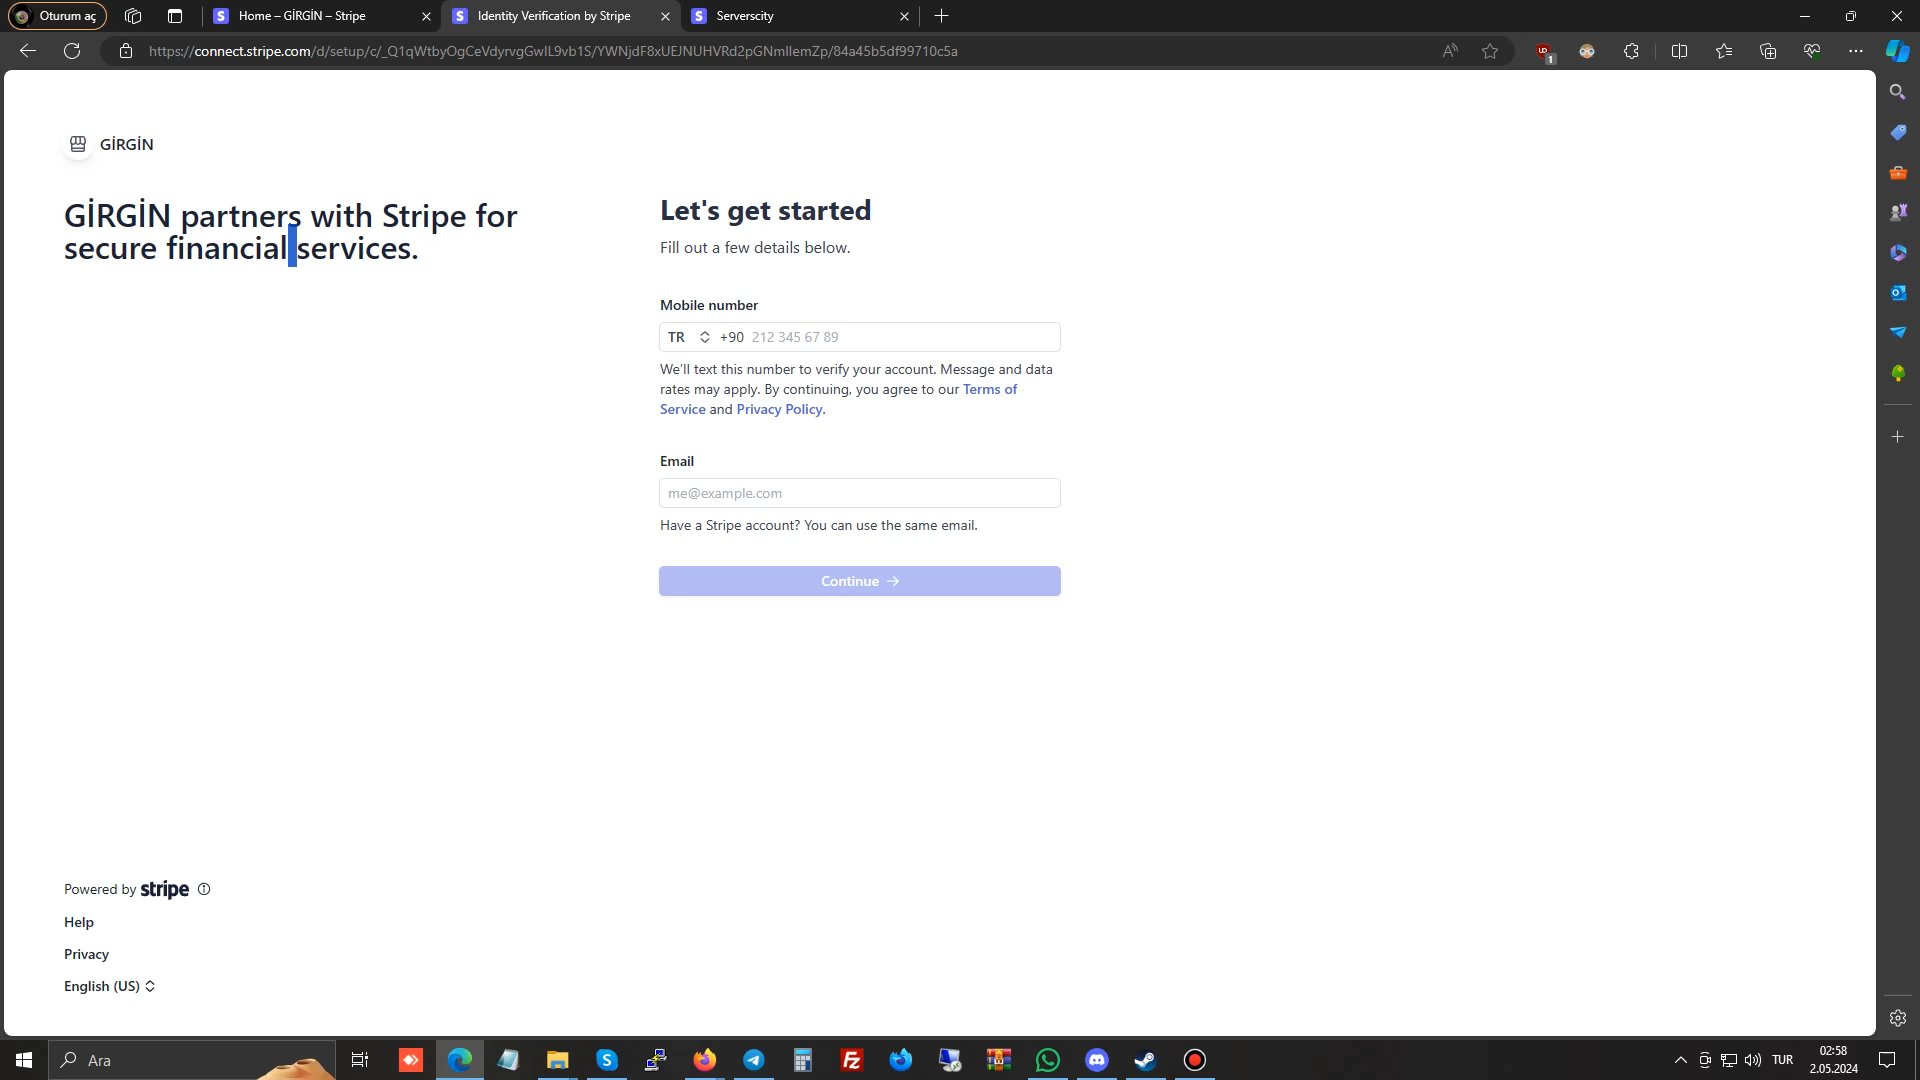 Oturum aç
Home – GİRGİN – Stripe
Identity Verification by Stripe
Serverscity
https://connect.stripe.com/d/setup/c/_Q1qWtbyOgCeVdyrvgGwIL9vb1S/YWNjdF8xUEJNUHVRd2pGNmllemZp/84a45b5df99710c5a
GİRGİN
GİRGİN partners with Stripe for
secure financial services.
Let's get started
Fill out a few details below.
Mobile number
TR +90 212 345 67 89
We'll text this number to verify your account. Message and data
rates may apply. By continuing, you agree to our Terms of
Service and Privacy Policy.
Email
me@example.com
Have a Stripe account? You can use the same email.
Continue →
Powered by stripe
Help
Privacy
English (US)
Ara
TUR
02:58
2.05.2024